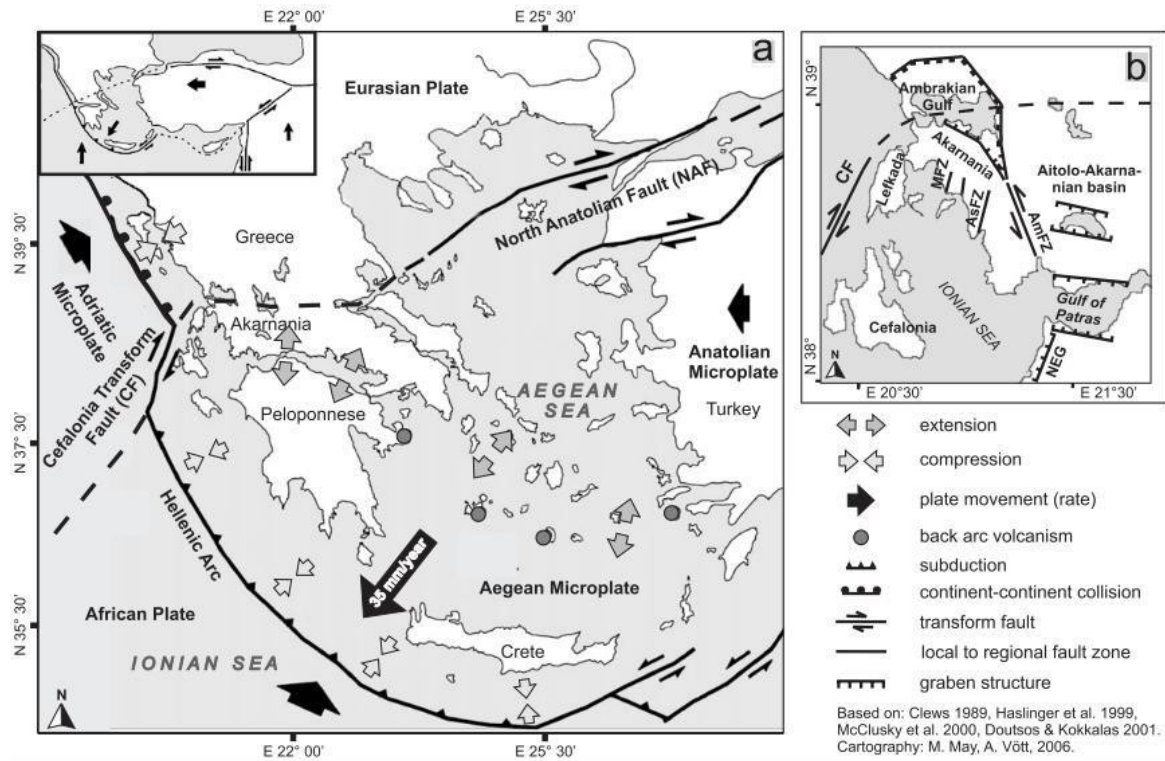 E 22° 00'
E 25° 30'
a
Eurasian Plate
North Anatolian Fault (NAF)
N 39° 30'
Greece
Adriatic
Microplate
Akarnania
Cefalonia Transform
Fault (CF)
Anatolian
Microplate
Turkey
AEGEAN
SEA
Peloponnese
N 37° 30'
Hellenic Arc
35 mm/year
Aegean Microplate
African Plate
N 35° 30'
Crete
IONIAN SEA
N
E 22° 00'
E 25° 30'
b
N 39°
Ambrakian
Gulf
Akarnania
CF
Lefkada
MFZ
AsFZ
AmFZ
Aitolo-Akarna-
nian basin
IONIAN SEA
Cefalonia
Gulf of
Patras
NEG
N 38°
N
E 20°30'
E 21°30'
extension
compression
plate movement (rate)
back arc volcanism
subduction
continent-continent collision
transform fault
local to regional fault zone
graben structure
Based on: Clews 1989, Haslinger et al. 1999,
McClusky et al. 2000, Doutsos & Kokkalas 2001.
Cartography: M. May, A. Vött, 2006.